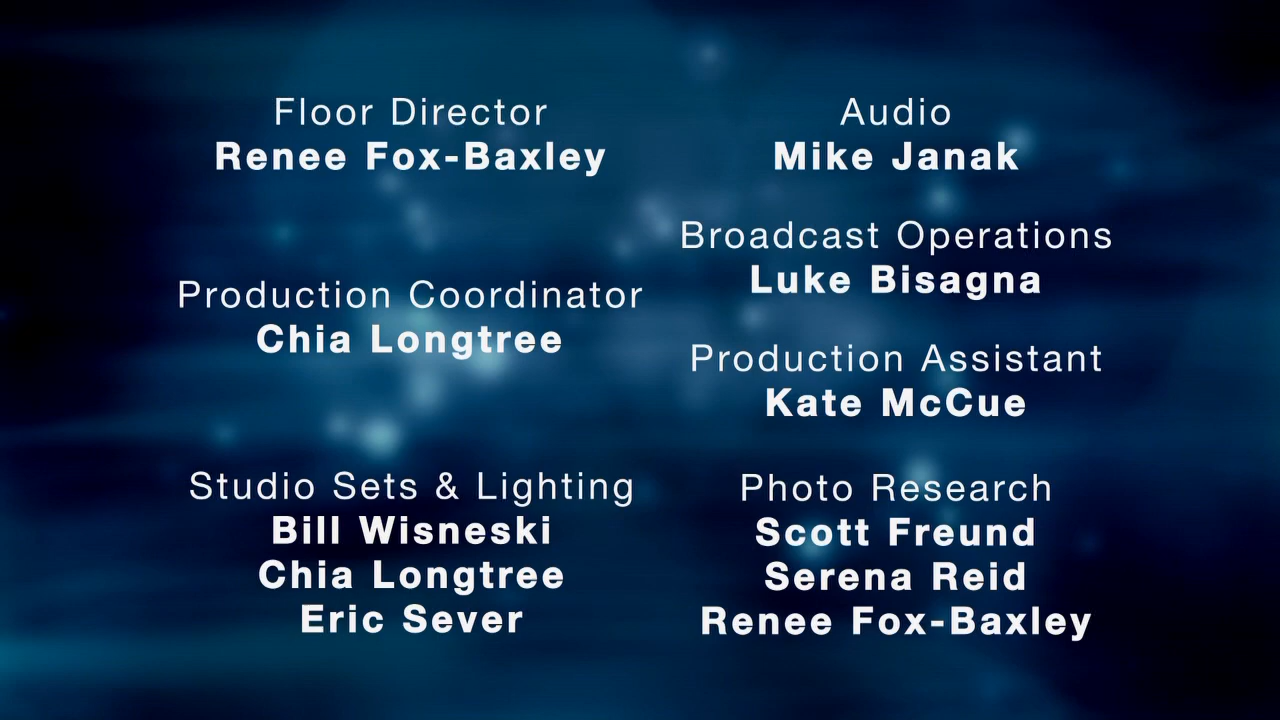 Floor Director
Renee Fox-Baxley
Production Coordinator
Chia Longtree
Studio Sets & Lighting
Bill Wisneski
Chia Longtree
Eric Sever
Audio
Mike Janak
Broadcast Operations
Luke Bisagna
Production Assistant
Kate McCue
Photo Research
Scott Freund
Serena Reid
Renee Fox-Baxley